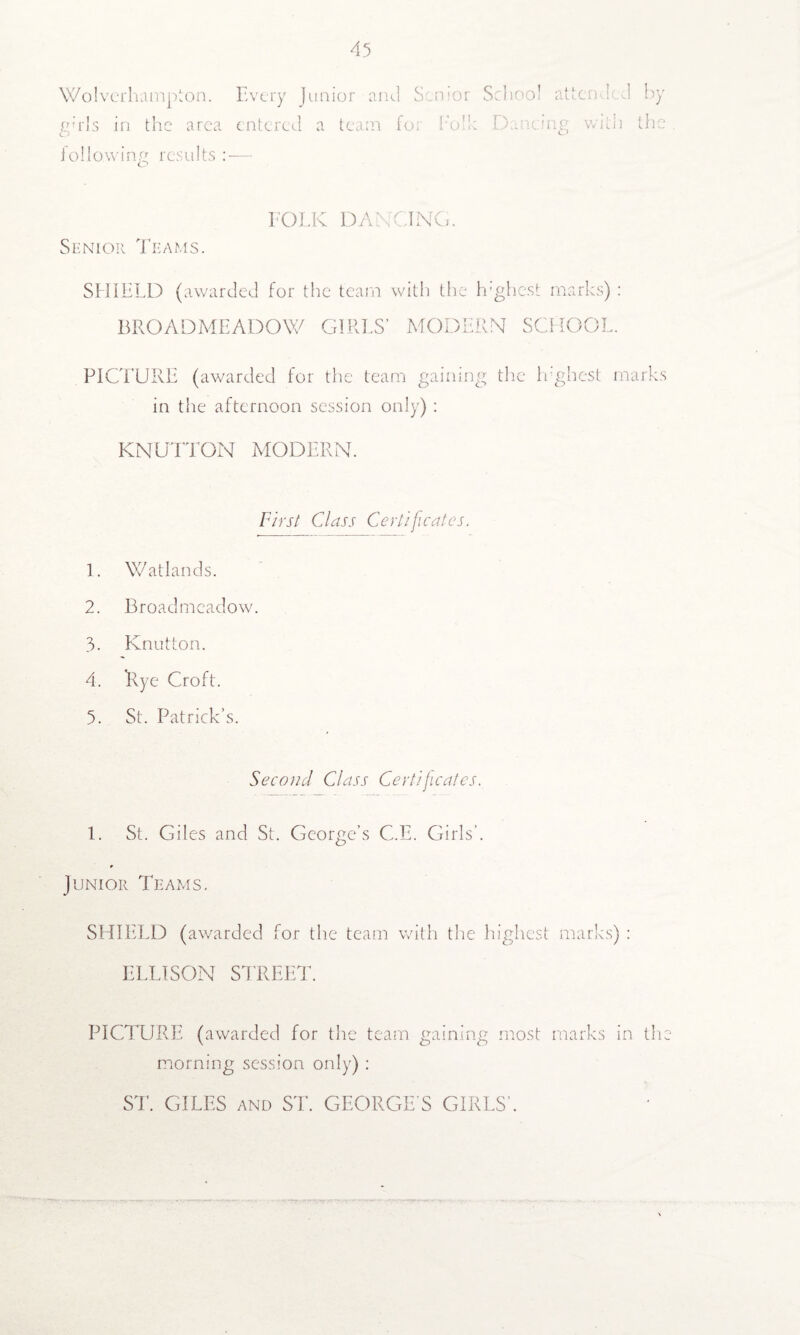 45
Wolverhampton. Every Junior and Senior School attended by
girls in the area entered a team for Folk Dancing with the
following results :—
FOLK DANCING.
SENIOR TEAMS.
SHIELD (awarded for the team with the highest marks) :
BROADMEADOW GIRLS' MODERN SCHOOL.
PICTURE (awarded for the team gaining the highest marks
in the afternoon session only) :
KNUTTON MODERN.
First Class Certificates.
1. Watlands.
2. Broadmeadow.
3. Knutton.
4. Rye Croft.
5. St. Patrick's.
Second Class Certificates.
1. St. Giles and St. George's C.E. Girls'.
JUNIOR TEAMS.
SHIELD (awarded for the team with the highest marks) :
ELLISON STREET.
PICTURE (awarded for the team gaining most marks in the
morning session only) :
ST. GILES AND ST. GEORGE'S GIRLS'.